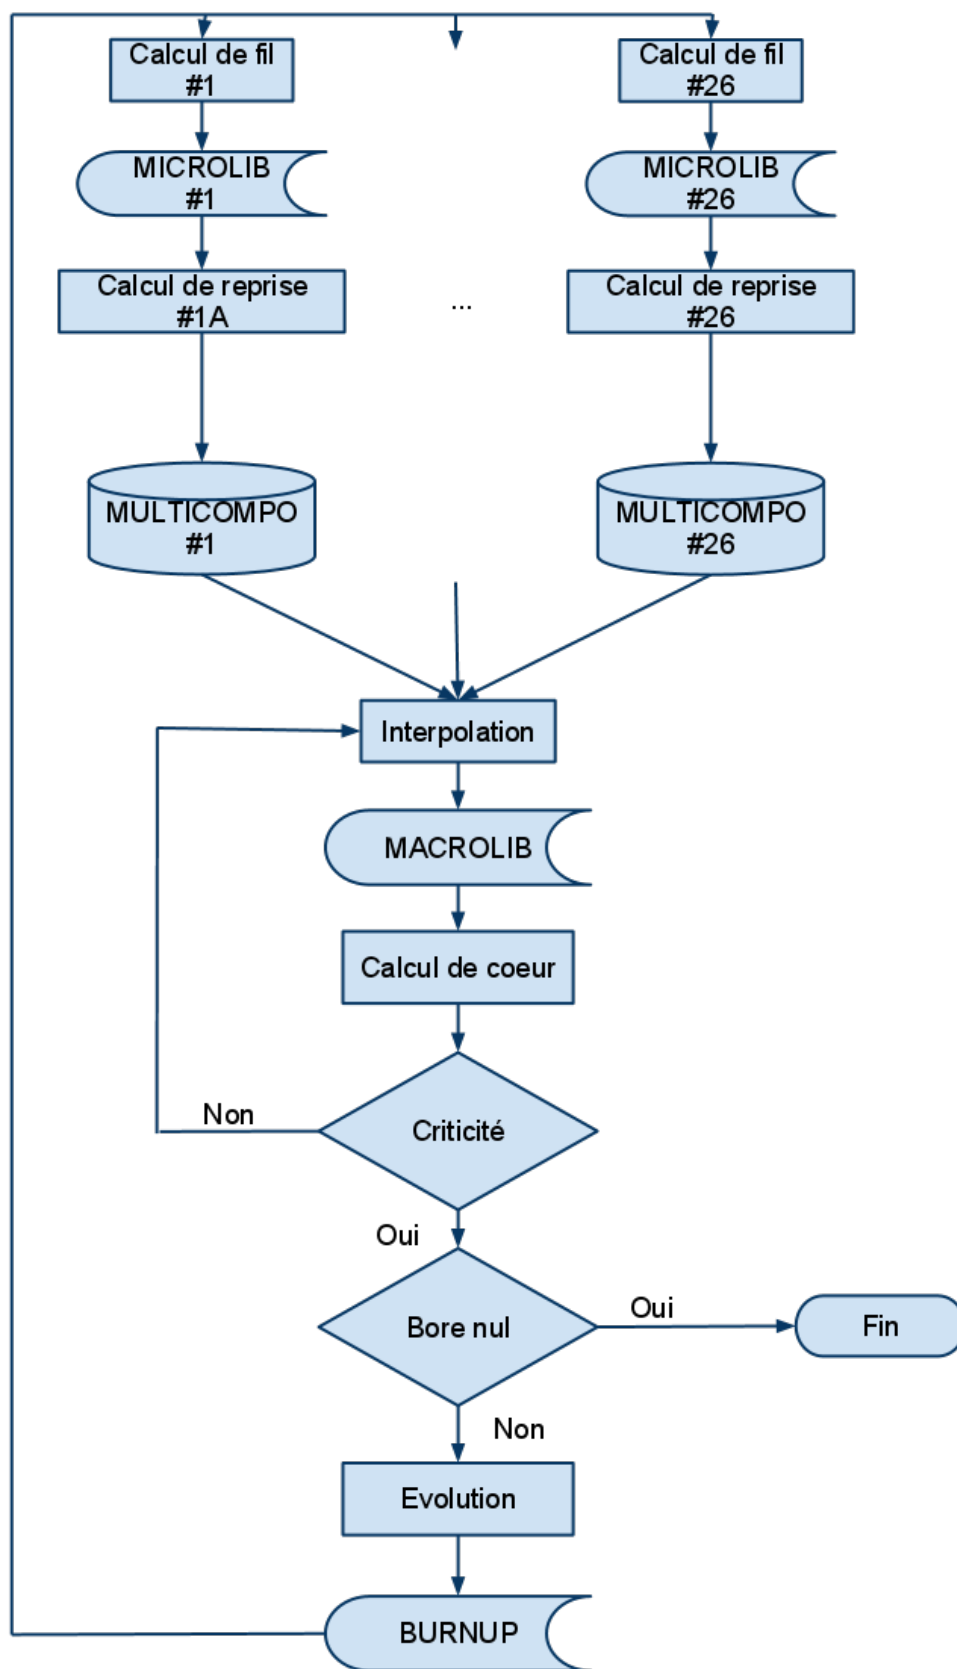 Calcul de fil
#1
Calcul de fil
#26
MICROLIB
#1
MICROLIB
#26
Calcul de reprise
#1A
...
Calcul de reprise
#26
MULTICOMPO
#1
MULTICOMPO
#26
Interpolation
MACROLIB
Calcul de coeur
Non
Criticité
Oui
Bore nul
Oui
Fin
Non
Evolution
BURNUP